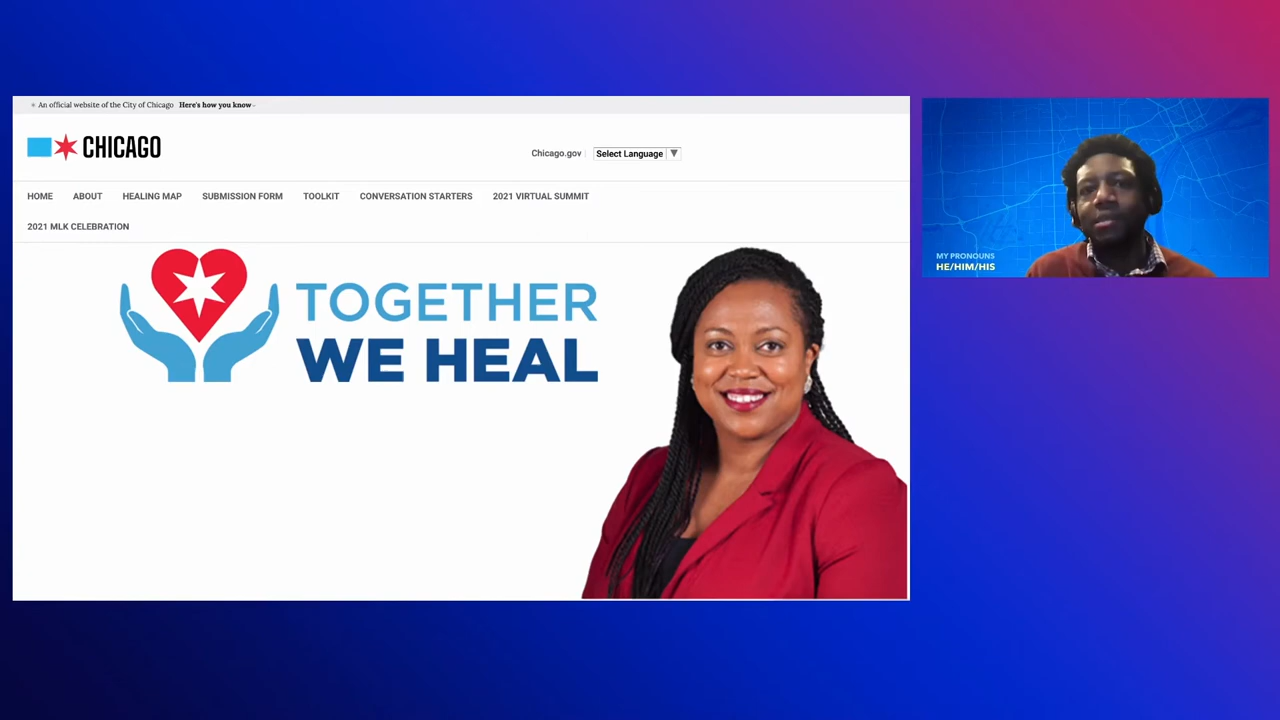 An official website of the City of Chicago Here's how you know
CHICAGO
Chicago.gov
Select Language ▼
HOME ABOUT HEALING MAP SUBMISSION FORM TOOLKIT CONVERSATION STARTERS 2021 VIRTUAL SUMMIT
2021 MLK CELEBRATION
TOGETHER
WE HEAL
MY PRONOUNS
HE/HIM/HIS